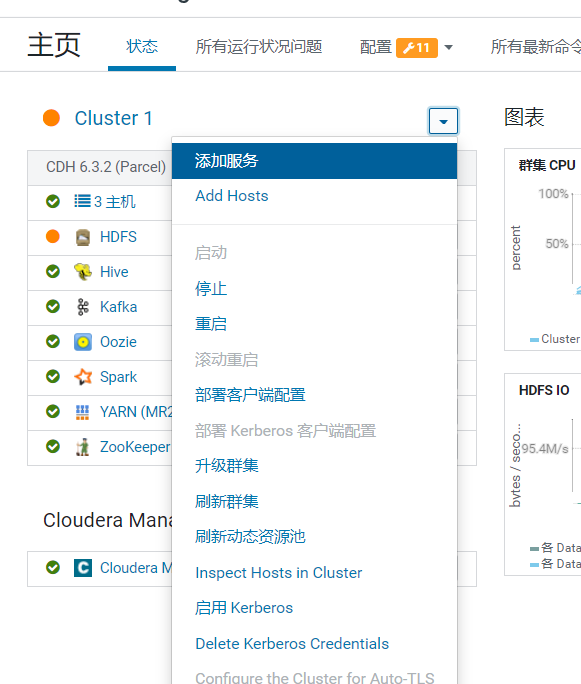 主页
状态
所有运行状况问题
配置
11
所有最新命令
Cluster 1
图表
CDH 6.3.2 (Parcel)
3 主机
HDFS
Hive
Kafka
Oozie
Spark
YARN (MR2
ZooKeeper
Cloudera Mana
Cloudera M
添加服务
Add Hosts
启动
停止
重启
滚动重启
部署客户端配置
部署 Kerberos 客户端配置
升级群集
刷新群集
刷新动态资源池
Inspect Hosts in Cluster
启用 Kerberos
Delete Kerberos Credentials
Configure the Cluster for Auto-TLS
群集 CPU
percent
100%
50%
Cluster
HDFS IO
bytes / seco...
95.4M/s
各 Data
各 Data